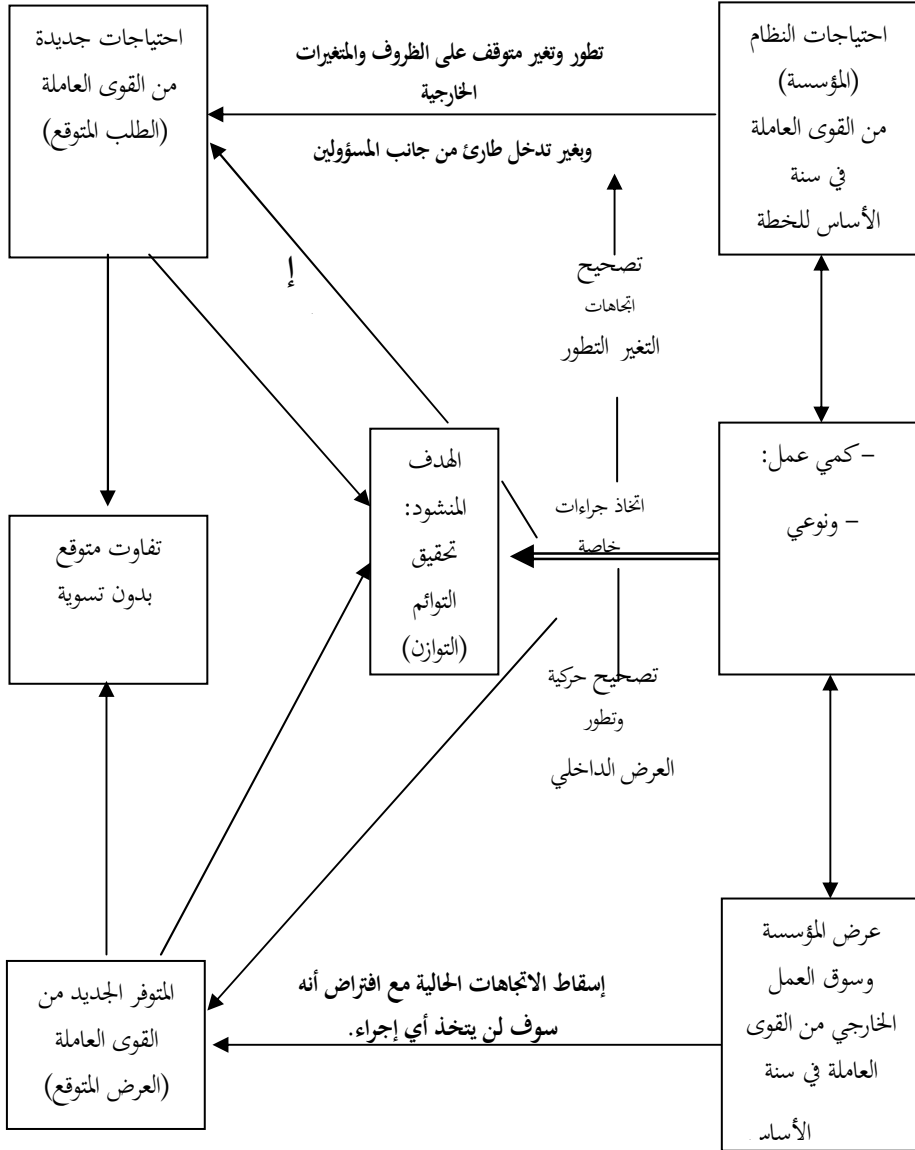 احتياجات النظام
(المؤسسة)
من القوى العاملة
في سنة
الأساس للخطة
تطور وتغير متوقف على الظروف والمتغيرات
الخارجية
وبغير تدخل طارئ من جانب المسؤولين
احتياجات جديدة
من القوى العاملة
(الطلب المتوقع)
إ
تصحيح
اتجاهات
التغير التطور
– كمي عمل:
– ونوعي
اتخاذ جراءات
خاصة
الهدف
المنشود:
تحقيق
التوائم
(التوازن)
تفاوت متوقع
بدون تسوية
تصحيح حركية
وتطور
العرض الداخلي
عرض المؤسسة
وسوق العمل
الخارجي من القوى
العاملة في سنة
الأساس
إسقاط الاتجاهات الحالية مع افتراض أنه
سوف لن يتخذ أي إجراء.
المتوفر الجديد من
القوى العاملة
(العرض المتوقع)